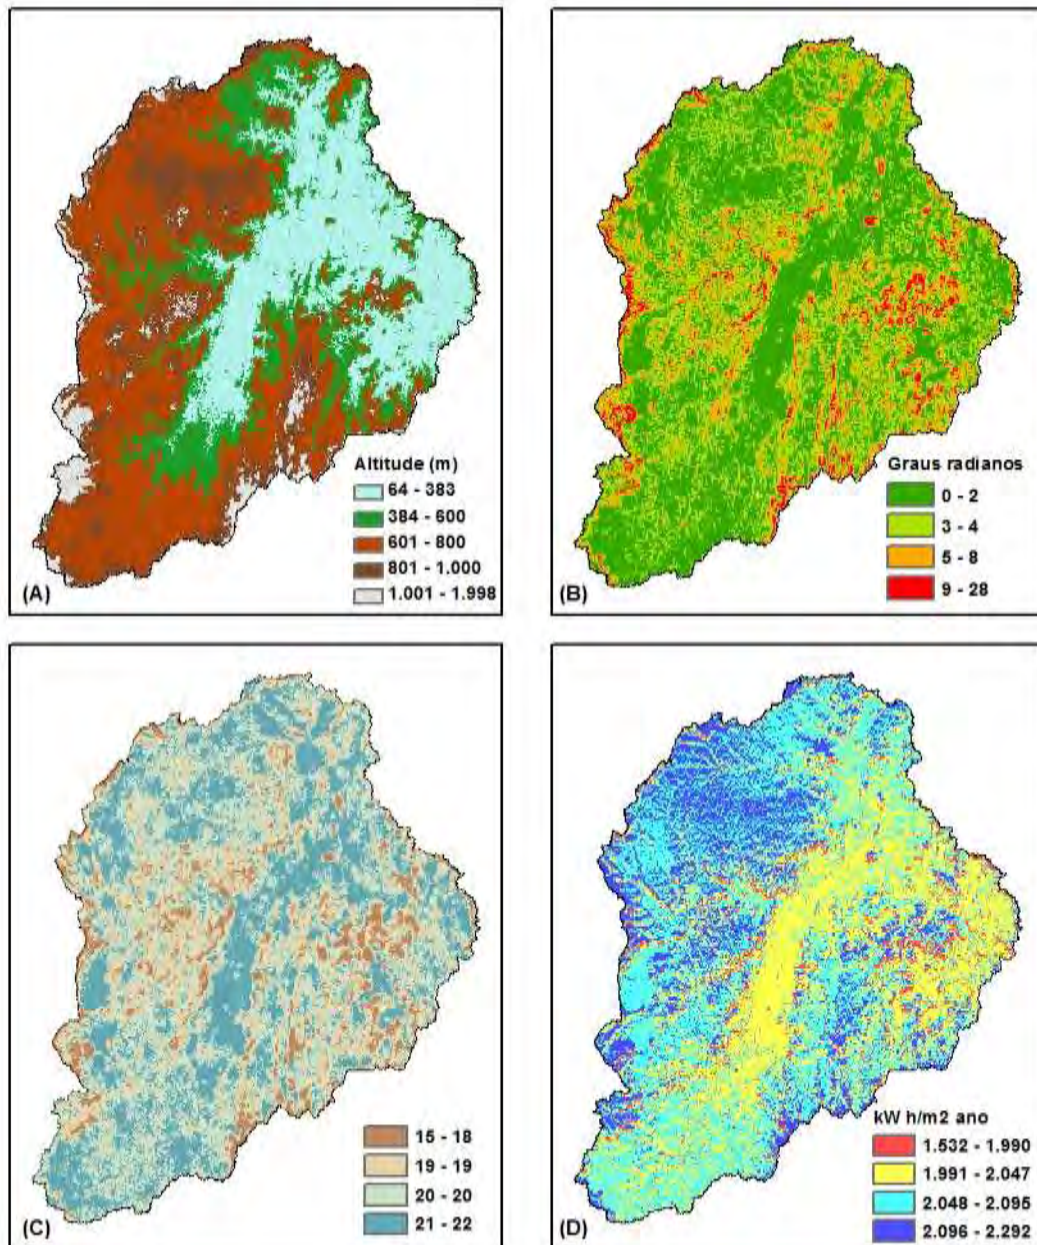 Altitude (m)
64 - 383
384 - 600
601 - 800
801 - 1.000
1.001 - 1.998
(A)
Graus radianos
0 - 2
3 - 4
5 - 8
9 - 28
(B)
15 - 18
19 - 19
20 - 20
21 - 22
(C)
kW h/m2 ano
1.532 - 1.990
1.991 - 2.047
2.048 - 2.095
2.096 - 2.292
(D)